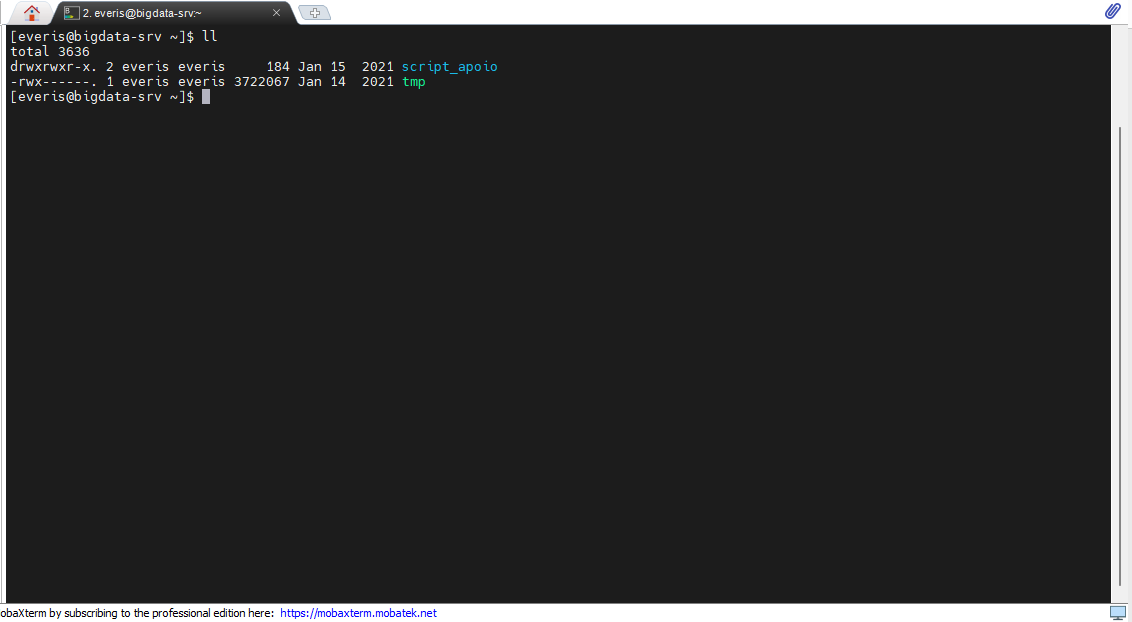 2. everis@bigdata-srv:~
[everis@bigdata-srv ~]$ ll
total 3636
drwxrwxr-x. 2 everis everis     184 Jan 15  2021 script_apoio
-rwx------. 1 everis everis 3722067 Jan 14  2021 tmp
[everis@bigdata-srv ~]$
obaXterm by subscribing to the professional edition here:  https://mobaxterm.mobatek.net